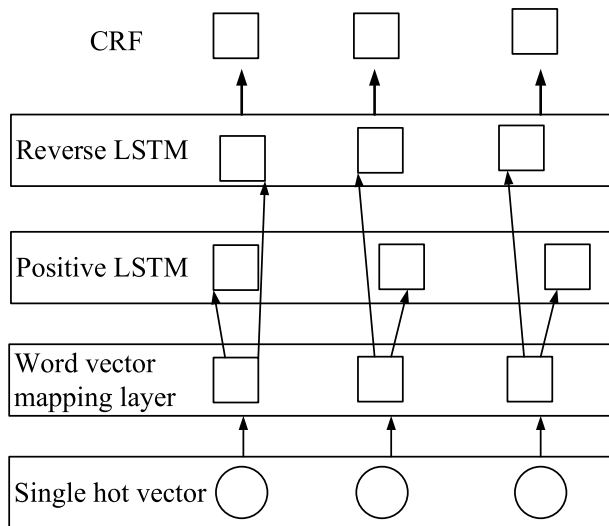 CRF
Reverse LSTM
Positive LSTM
Word vector
mapping layer
Single hot vector